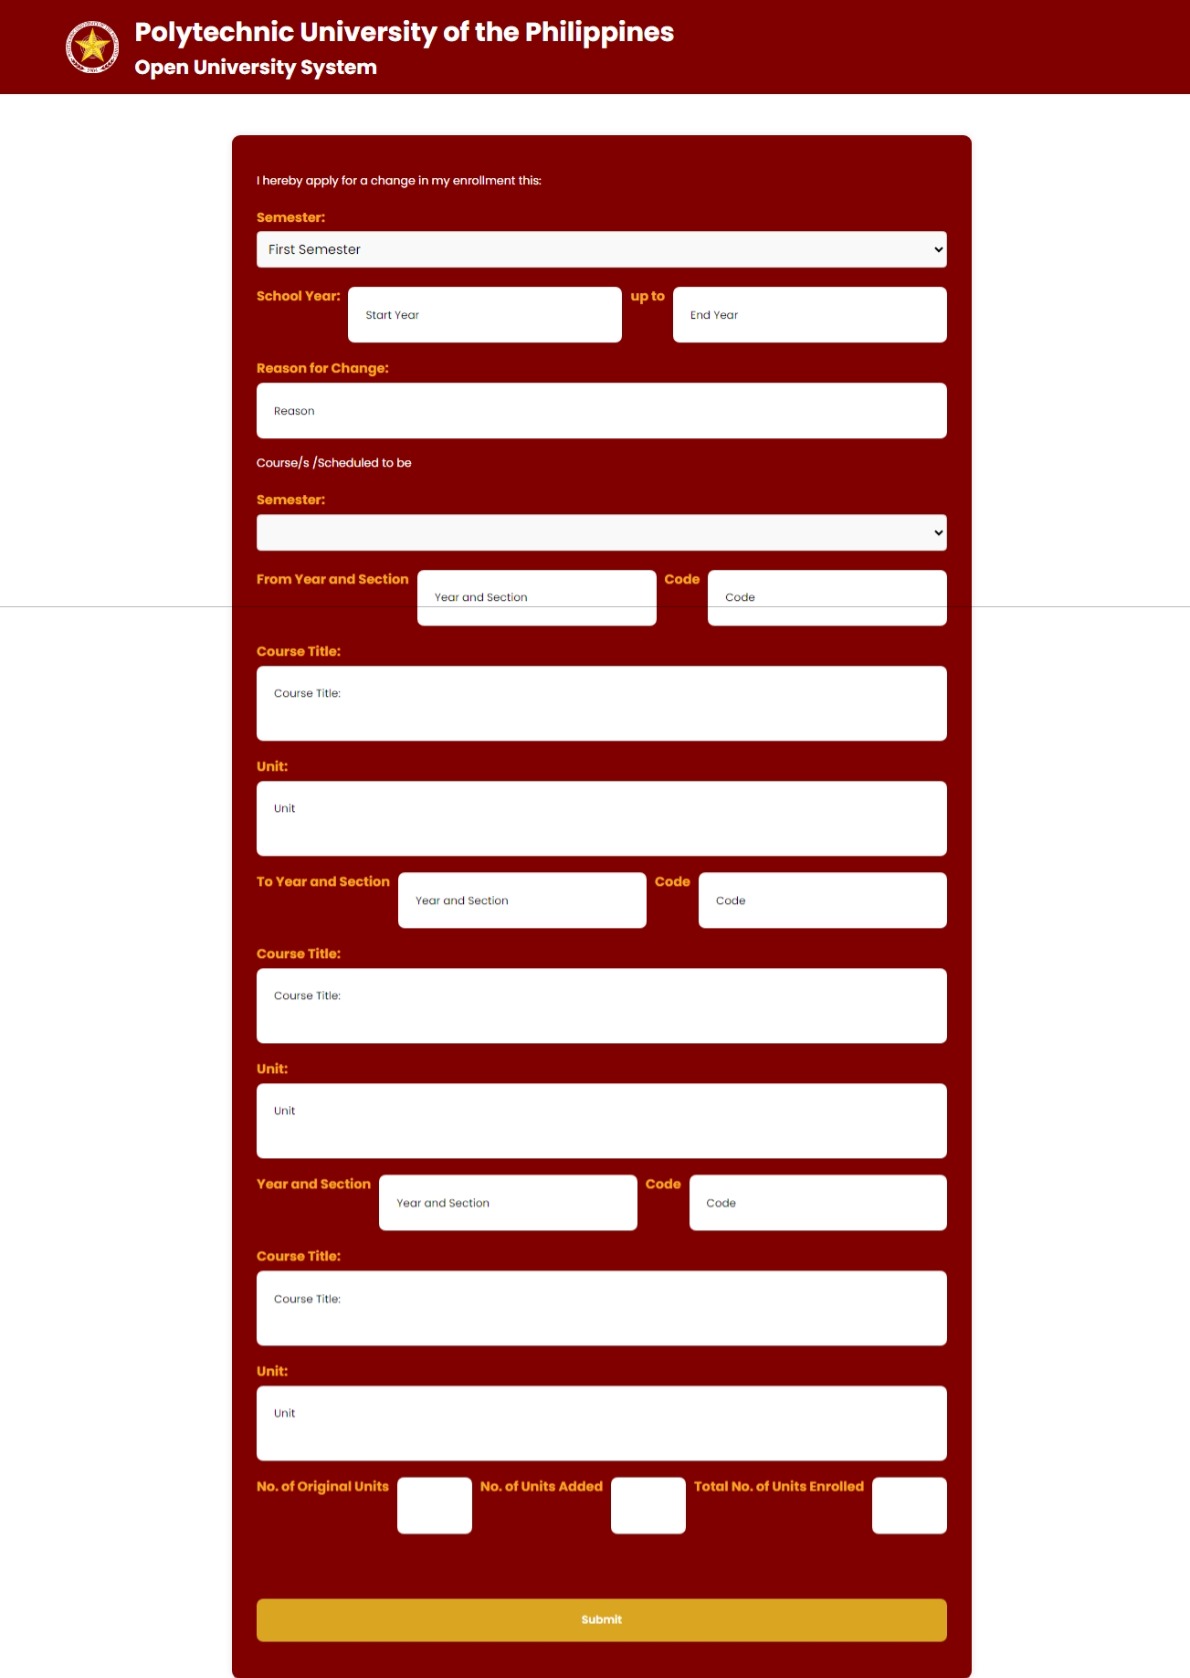 Polytechnic University of the Philippines
Open University System
I hereby apply for a change in my enrollment this:
Semester:
First Semester
School Year: Start Year up to End Year
Reason for Change:
Reason
Course/s /Scheduled to be
Semester:
From Year and Section Year and Section Code Code
Course Title:
Course Title:
Unit:
Unit
To Year and Section Year and Section Code Code
Course Title:
Course Title:
Unit:
Unit
Year and Section Year and Section Code Code
Course Title:
Course Title:
Unit:
Unit
No. of Original Units No. of Units Added Total No. of Units Enrolled
Submit